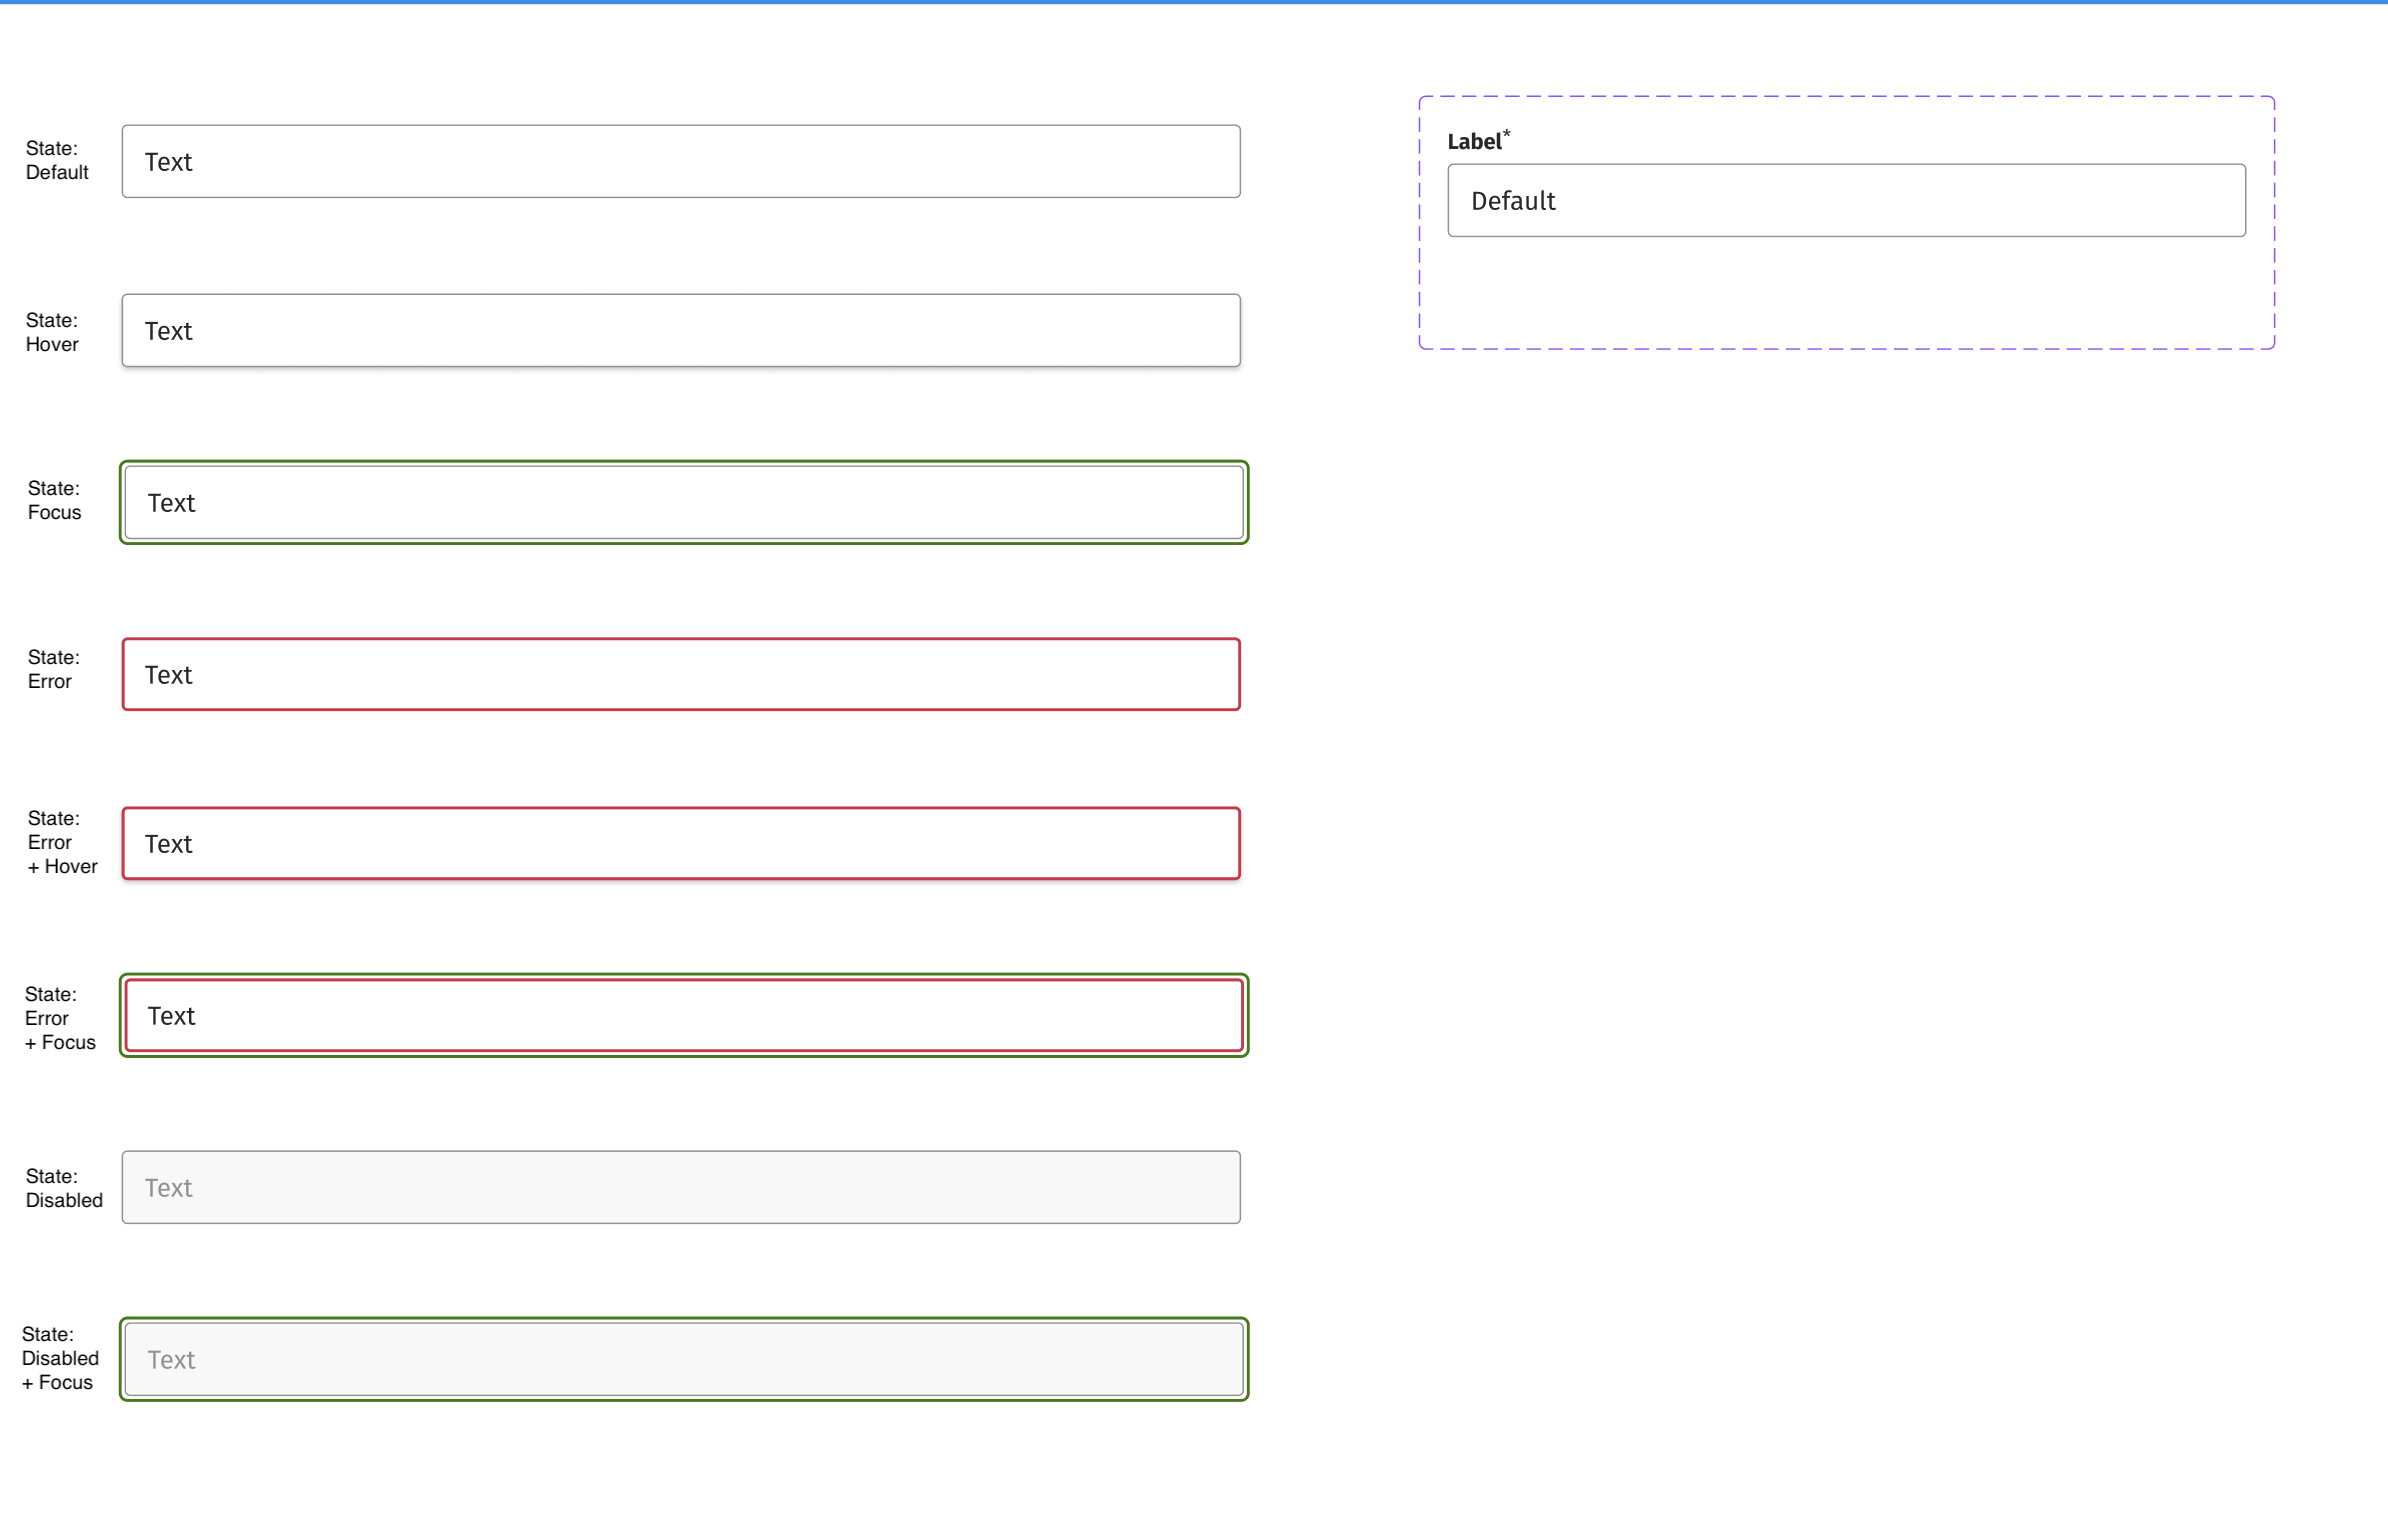 State:
Default
Text
State:
Hover
Text
State:
Focus
Text
State:
Error
Text
State:
Error
+ Hover
Text
State:
Error
+ Focus
Text
State:
Disabled
Text
State:
Disabled
+ Focus
Text
Label*
Default